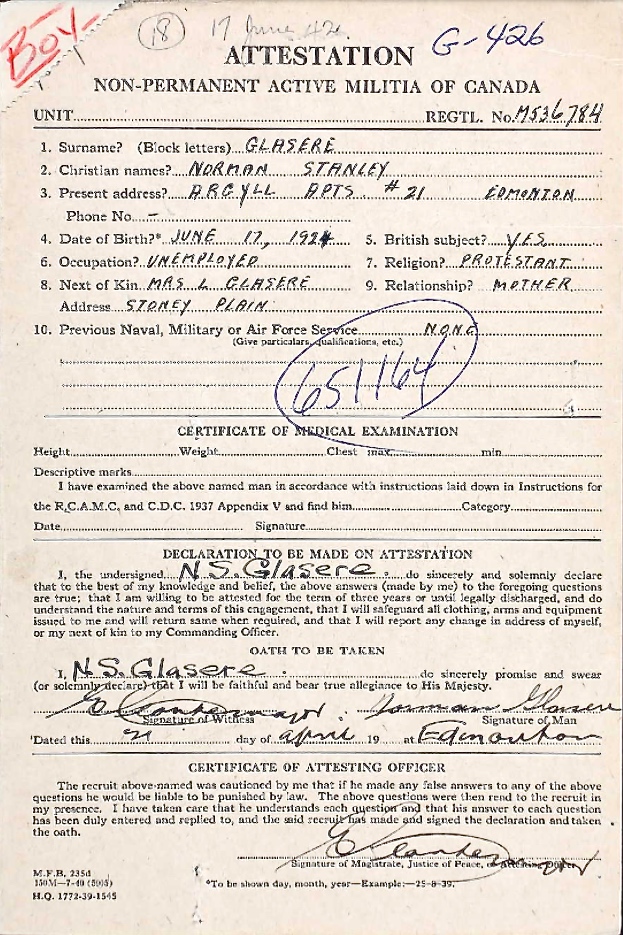 BOY
18 17 June 42.
ATTESTATION G-426
NON-PERMANENT ACTIVE MILITIA OF CANADA
UNIT REGTL. No. M536784
1. Surname? (Block letters) GLASERE
2. Christian names? NORMAN STANLEY
3. Present address? ARGYLL APTS #21 EDMONTON
Phone No. –
4. Date of Birth?* JUNE 17, 1924 5. British subject? YES
6. Occupation? UNEMPLOYED 7. Religion? PROTESTANT
8. Next of Kin MRS L GLASERE 9. Relationship? MOTHER
Address STONEY PLAIN
10. Previous Naval, Military or Air Force Service NONE
(Give particulars, qualifications, etc.)
651164
CERTIFICATE OF MEDICAL EXAMINATION
Height Weight Chest max. min.
Descriptive marks
I have examined the above named man in accordance with instructions laid down in Instructions for
the R.C.A.M.C. and C.D.C. 1937 Appendix V and find him Category
Date Signature
DECLARATION TO BE MADE ON ATTESTATION
I, the undersigned N.S. Glasere do sincerely and solemnly declare
that to the best of my knowledge and belief, the above answers (made by me) to the foregoing questions
are true; that I am willing to be attested for the term of three years or until legally discharged, and do
understand the nature and terms of this engagement, that I will safeguard all clothing, arms and equipment
issued to me and will return same when required, and that I will report any change in address of myself,
or my next of kin to my Commanding Officer.
OATH TO BE TAKEN
I, N.S. Glasere. do sincerely promise and swear
(or solemnly declare) that I will be faithful and bear true allegiance to His Majesty.
major. Norman Glasere
Signature of Witness Signature of Man
Dated this 21 day of April 19 at Edmonton
CERTIFICATE OF ATTESTING OFFICER
The recruit above-named was cautioned by me that if he made any false answers to any of the above
questions he would be liable to be punished by law. The above questions were then read to the recruit in
my presence. I have taken care that he understands each question and that his answer to each question
has been duly entered and replied to, and the said recruit has made and signed the declaration and taken
the oath.
major
Signature of Magistrate, Justice of Peace, or Attesting Officer
M.F.B. 235d
150M—7-40 (5905) *To be shown day, month, year—Example:—25-8-39.
H.Q. 1772-39-1545